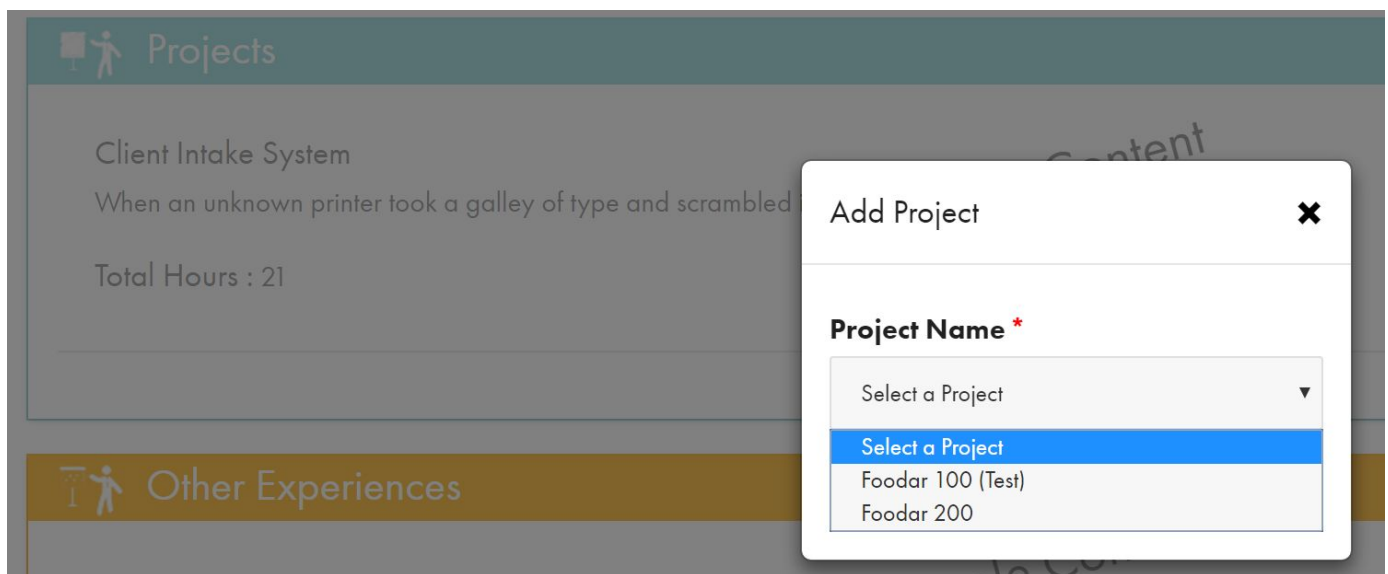 Projects
Client Intake System
When an unknown printer took a galley of type and scrambled
Total Hours : 21
Content
Add Project
Project Name *
Select a Project
Select a Project
Foodar 100 (Test)
Foodar 200
Other Experiences